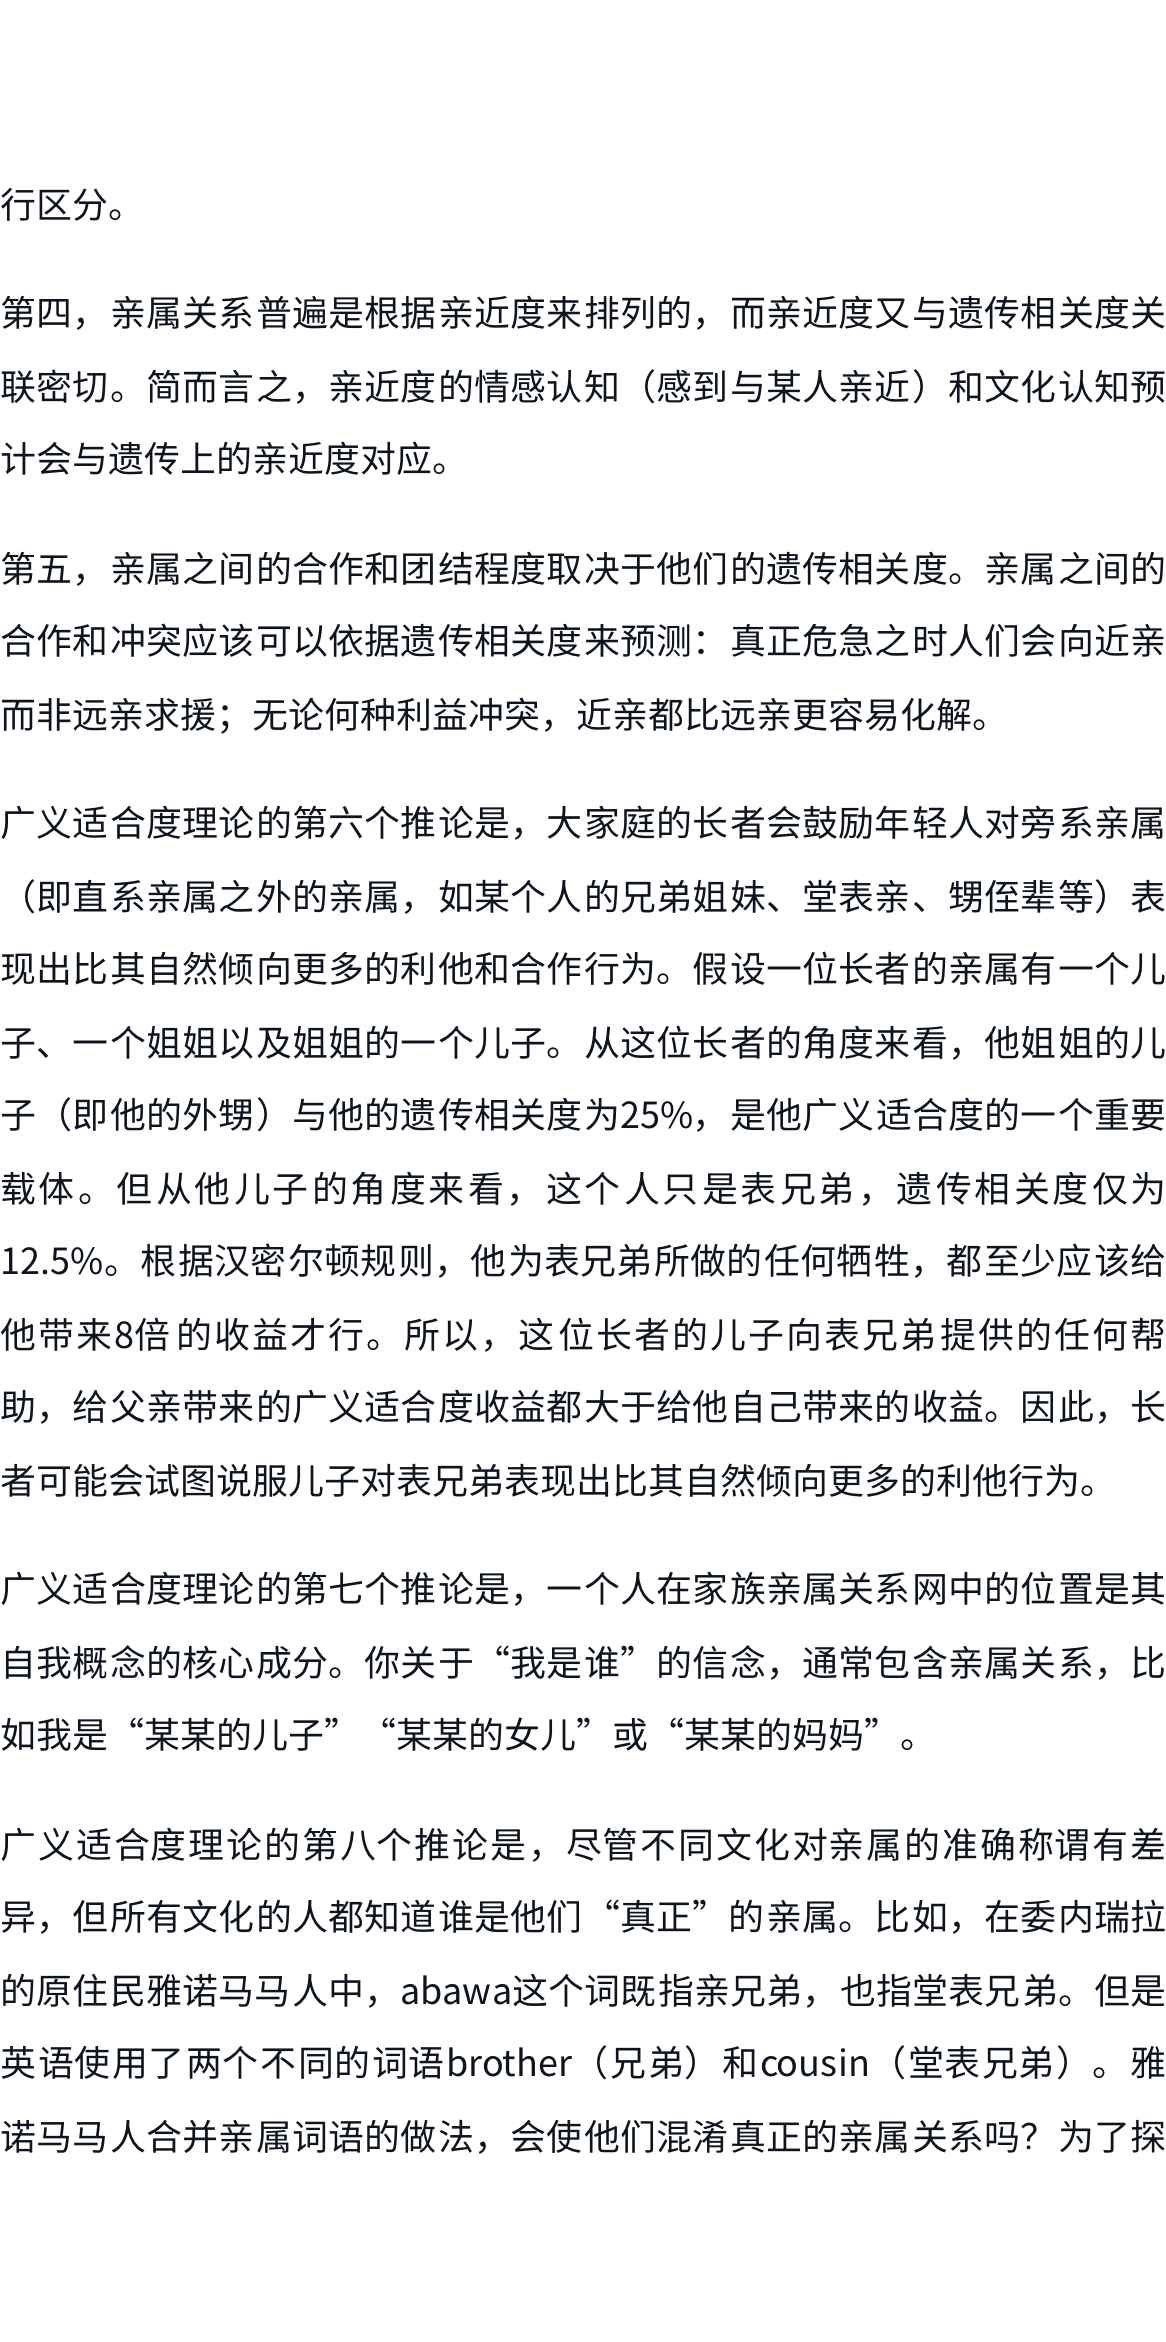 行区分。
第四，亲属关系普遍是根据亲近度来排列的，而亲近度又与遗传相关度关
联密切。简而言之，亲近度的情感认知（感到与某人亲近）和文化认知预
计会与遗传上的亲近度对应。
第五，亲属之间的合作和团结程度取决于他们的遗传相关度。亲属之间的
合作和冲突应该可以依据遗传相关度来预测：真正危急之时人们会向近亲
而非远亲求援；无论何种利益冲突，近亲都比远亲更容易化解。
广义适合度理论的第六个推论是，大家庭的长者会鼓励年轻人对旁系亲属
（即直系亲属之外的亲属，如某个人的兄弟姐妹、堂表亲、甥侄辈等）表
现出比其自然倾向更多的利他和合作行为。假设一位长者的亲属有一个儿
子、一个姐姐以及姐姐的一个儿子。从这位长者的角度来看，他姐姐的儿
子（即他的外甥）与他的遗传相关度为25%，是他广义适合度的一个重要
载体。但从他儿子的角度来看，这个人只是表兄弟，遗传相关度仅为
12.5%。根据汉密尔顿规则，他为表兄弟所做的任何牺牲，都至少应该给
他带来8倍的收益才行。所以，这位长者的儿子向表兄弟提供的任何帮
助，给父亲带来的广义适合度收益都大于给他自己带来的收益。因此，长
者可能会试图说服儿子对表兄弟表现出比其自然倾向更多的利他行为。
广义适合度理论的第七个推论是，一个人在家族亲属关系网中的位置是其
自我概念的核心成分。你关于“我是谁”的信念，通常包含亲属关系，比
如我是“某某的儿子” “某某的女儿”或“某某的妈妈”。
广义适合度理论的第八个推论是，尽管不同文化对亲属的准确称谓有差
异，但所有文化的人都知道谁是他们“真正”的亲属。比如，在委内瑞拉
的原住民雅诺马马人中，abawa这个词既指亲兄弟，也指堂表兄弟。但是
英语使用了两个不同的词语brother（兄弟）和cousin（堂表兄弟）。雅
诺马马人合并亲属词语的做法，会使他们混淆真正的亲属关系吗？为了探